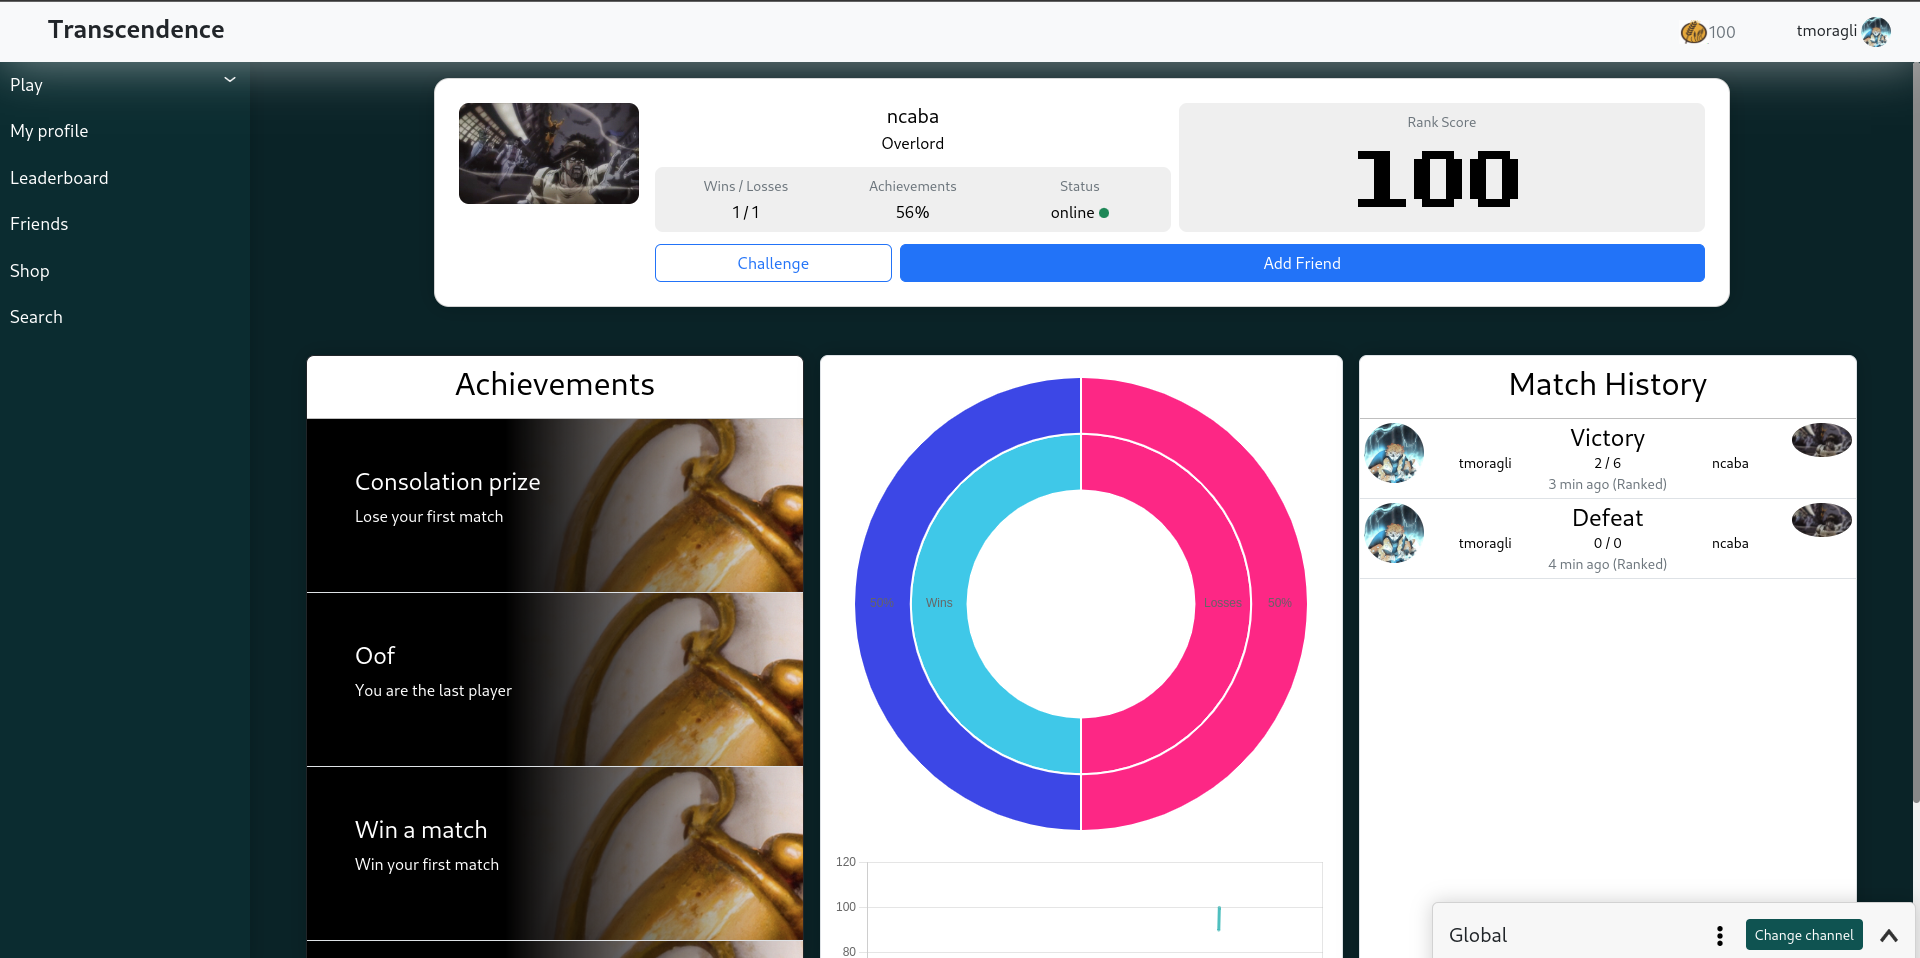 Transcendence
100
tmoragli
Play
My profile
Leaderboard
Friends
Shop
Search
ncaba
Overlord
Wins / Losses
1 / 1
Achievements
56%
Status
online
Rank Score
100
Challenge
Add Friend
Achievements
Consolation prize
Lose your first match
Oof
You are the last player
Win a match
Win your first match
50%
Wins
Losses
50%
120
100
80
Match History
Victory
tmoragli
2 / 6
ncaba
3 min ago (Ranked)
Defeat
tmoragli
0 / 0
ncaba
4 min ago (Ranked)
Global
Change channel